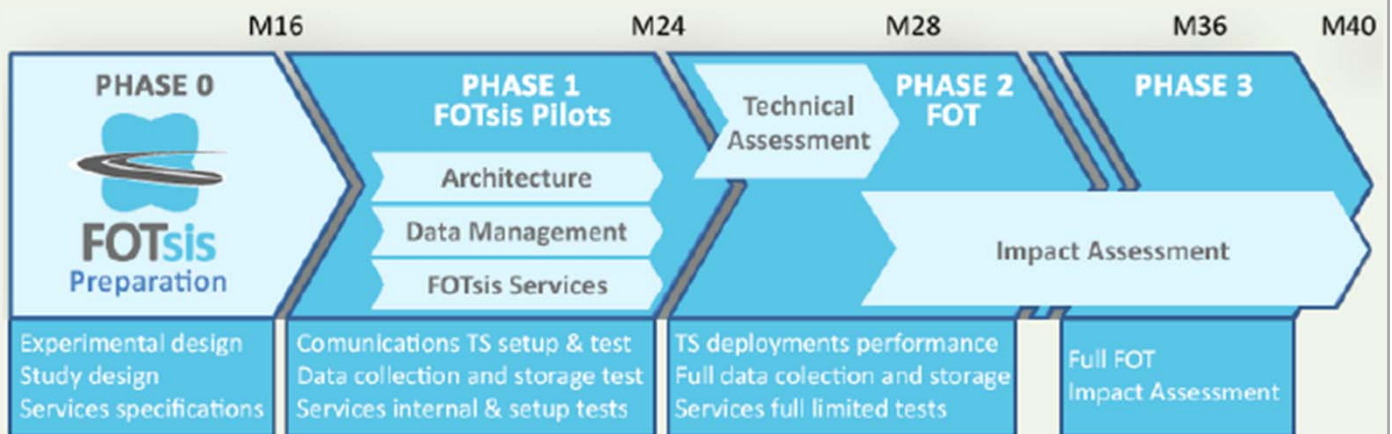 M16
M24
M28
M36
M40
PHASE 0
FOTsis
Preparation
PHASE 1
FOTsis Pilots
Architecture
Data Management
FOTsis Services
Technical
Assessment
PHASE 2
FOT
PHASE 3
Impact Assessment
Experimental design
Study design
Services specifications
Comunications TS setup & test
Data collection and storage test
Services internal & setup tests
TS deployments performance
Full data colection and storage
Services full limited tests
Full FOT
Impact Assessment